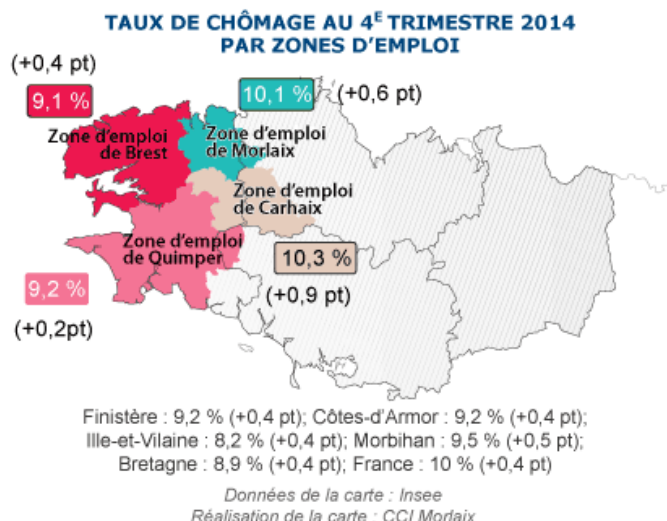 TAUX DE CHÔMAGE AU 4E TRIMESTRE 2014
PAR ZONES D'EMPLOI
(+0,4 pt)
9,1 %
10,1 %
(+0,6 pt)
Zone d'emploi
de Brest
Zone d'emploi
de Morlaix
Zone d'emploi
de Carhaix
Zone d'emploi
de Quimper
10,3 %
(+0,9 pt)
9,2 %
(+0,2pt)
Finistère : 9,2 % (+0,4 pt); Côtes-d'Armor : 9,2 % (+0,4 pt);
Ille-et-Vilaine : 8,2 % (+0,4 pt); Morbihan : 9,5 % (+0,5 pt);
Bretagne : 8,9 % (+0,4 pt); France : 10 % (+0,4 pt)
Données de la carte : Insee
Réalisation de la carte : CCI Morlaix